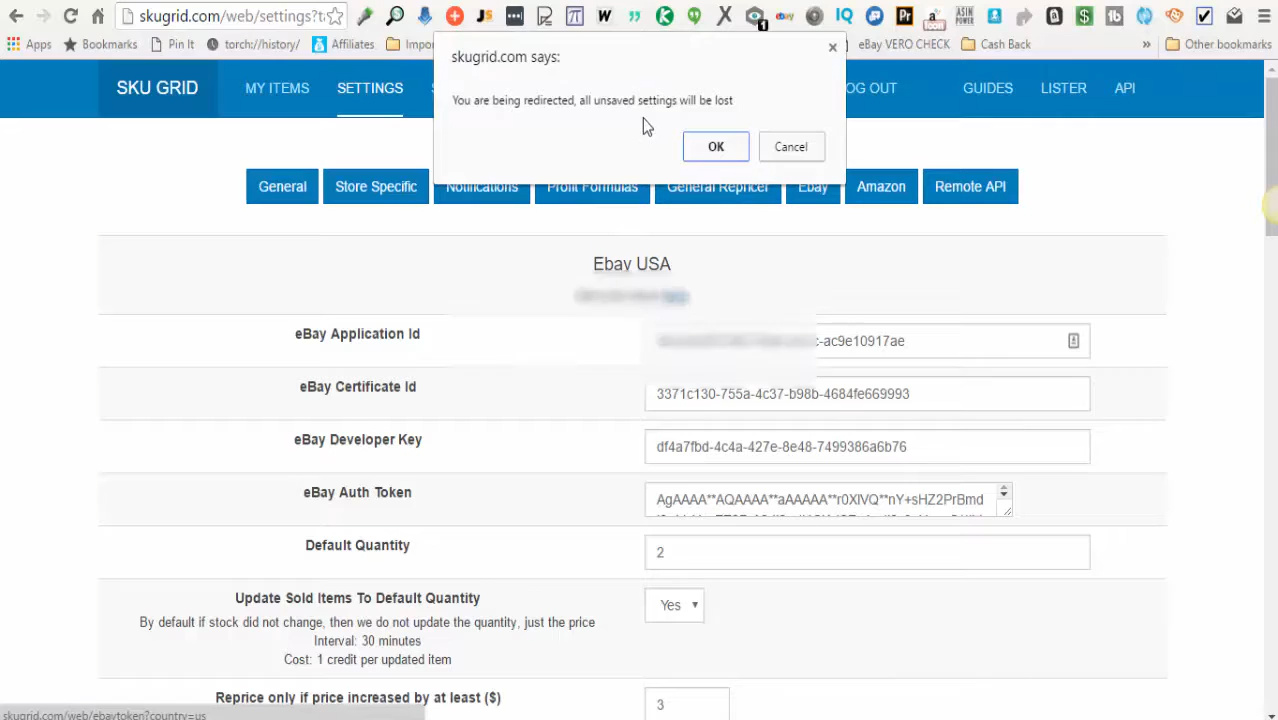 skugrid.com/web/settings?t
Apps Bookmarks Pin It torch://history/ Affiliates Impor eBay VERO CHECK Cash Back » Other bookmarks
skugrid.com says:
You are being redirected, all unsaved settings will be lost
OK Cancel
SKU GRID MY ITEMS SETTINGS S OG OUT GUIDES LISTER API
General Store Specific Notifications Profit Formulas General Repricer Ebay Amazon Remote API
Ebay USA
eBay Application Id c-ac9e10917ae
eBay Certificate Id 3371c130-755a-4c37-b98b-4684fe669993
eBay Developer Key df4a7fbd-4c4a-427e-8e48-7499386a6b76
eBay Auth Token AgAAAA**AQAAAA**aAAAAA**r0XlVQ**nY+sHZ2PrBmd
Default Quantity 2
Update Sold Items To Default Quantity Yes
By default if stock did not change, then we do not update the quantity, just the price
Interval: 30 minutes
Cost: 1 credit per updated item
Reprice only if price increased by at least ($) 3
skugrid.com/web/ebaytoken?country=us